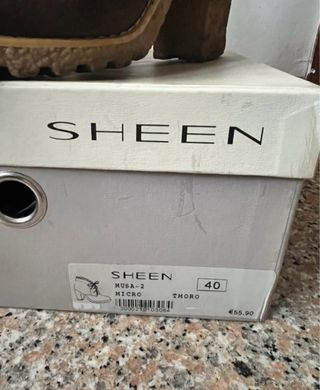 SHEEN
SHEEN
MUSA-2
40
MICRO TMORO
€55.90